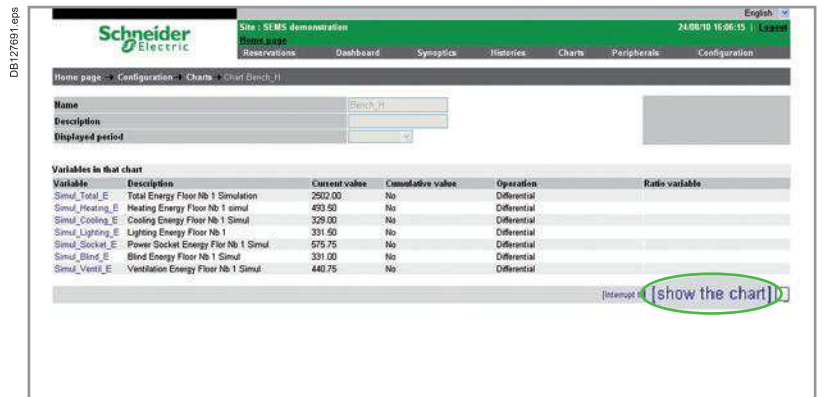 DB127691.eps
English
Schneider
Electric
Site : SEMS demonstration
24/08/10 16:06:15 | Logout
Home page
Reservations Dashboard Synoptics Histories Charts Peripherals Configuration
Home page Configuration Charts Chart Bench_H
Name Bench_H
Description
Displayed period
Variables in that chart
Variable Description Current value Cumulative value Operation Ratio variable
Simul_Total_E Total Energy Floor Nb 1 Simulation 2502.00 No Differential
Simul_Heating_E Heating Energy Floor Nb 1 simul 493.50 No Differential
Simul_Cooling_E Cooling Energy Floor Nb 1 Simul 329.00 No Differential
Simul_Lighting_E Lighting Energy Floor Nb 1 331.50 No Differential
Simul_Socket_E Power Socket Energy Flor Nb 1 Simul 575.75 No Differential
Simul_Blind_E Blind Energy Floor Nb 1 Simul 331.00 No Differential
Simul_Ventil_E Ventilation Energy Floor Nb 1 Simul 440.75 No Differential
[Interrupt [show the chart]